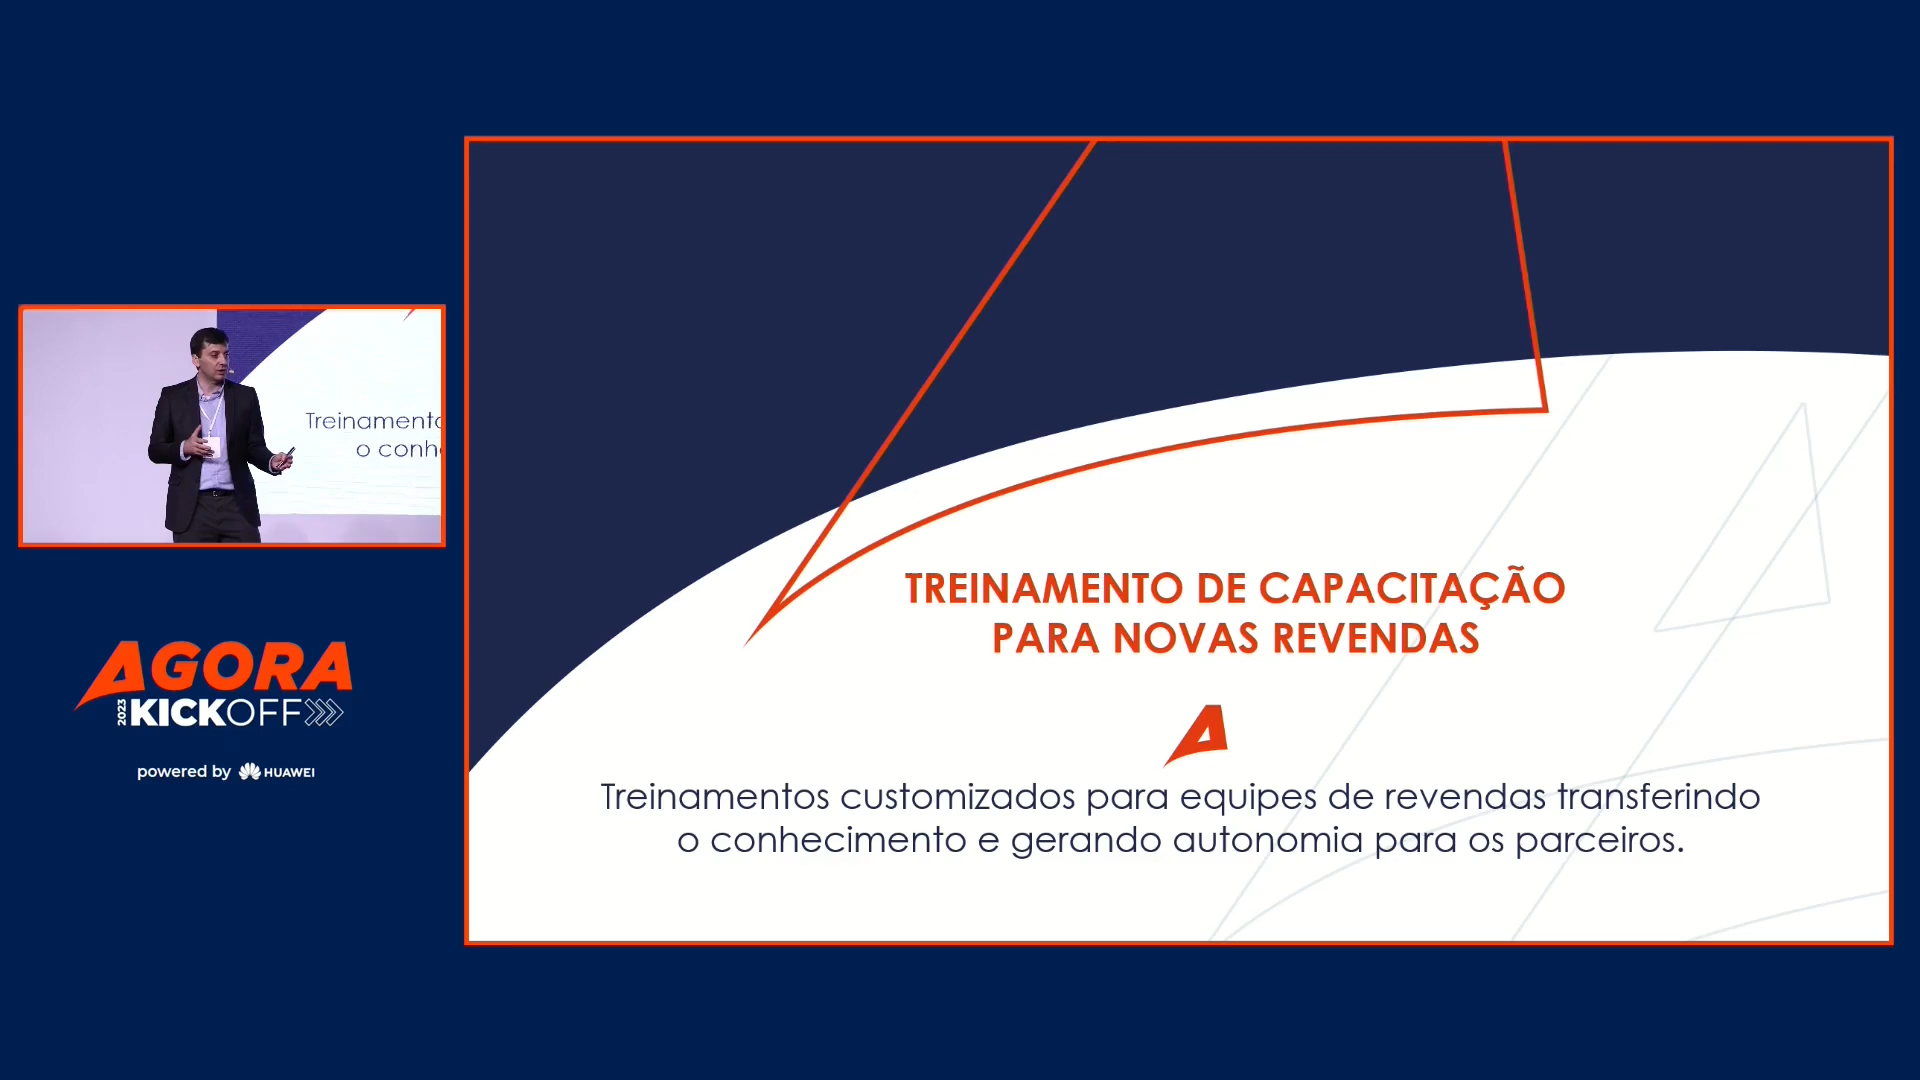 Treinamento
o conhe
AGORA
2023 KICKOFF
powered by HUAWEI
TREINAMENTO DE CAPACITAÇÃO
PARA NOVAS REVENDAS
Treinamentos customizados para equipes de revendas transferindo
o conhecimento e gerando autonomia para os parceiros.